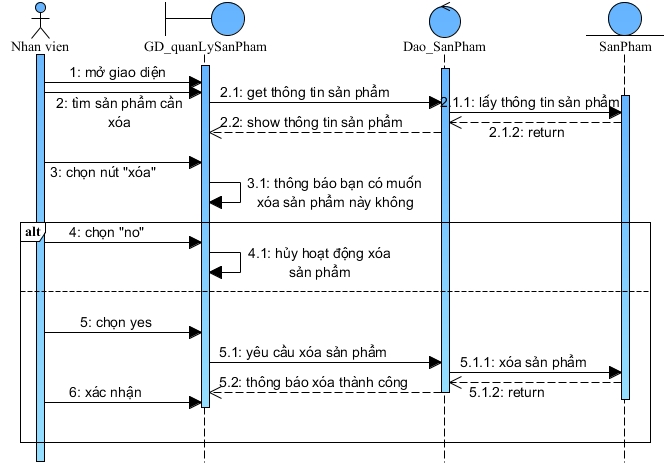 Nhan vien
GD_quanLySanPham
Dao_SanPham
SanPham
1: mở giao diện
2: tìm sản phẩm cần
xóa
2.1: get thông tin sản phẩm
2.1.1: lấy thông tin sản phẩm
2.2: show thông tin sản phẩm
2.1.2: return
3: chọn nút "xóa"
3.1: thông báo bạn có muốn
xóa sản phẩm này không
alt
4: chọn "no"
4.1: hủy hoạt động xóa
sản phẩm
5: chọn yes
5.1: yêu cầu xóa sản phẩm
5.1.1: xóa sản phẩm
5.2: thông báo xóa thành công
5.1.2: return
6: xác nhận